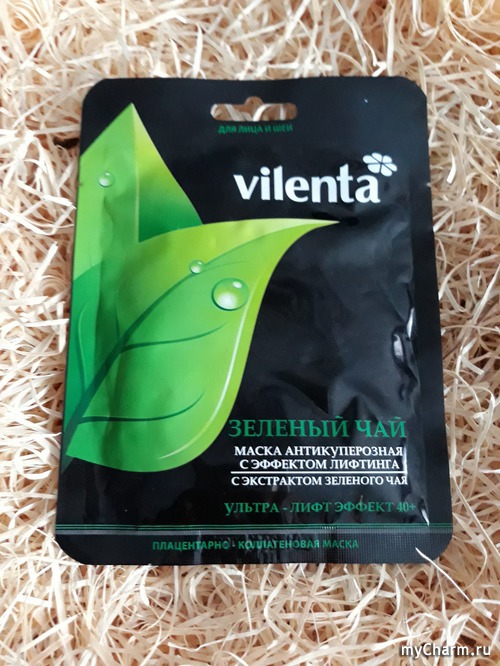 ДЛЯ ЛИЦА И ШЕИ
vilenta
ЗЕЛЕНЫЙ ЧАЙ
МАСКА АНТИКУПЕРОЗНАЯ
С ЭФФЕКТОМ ЛИФТИНГА
С ЭКСТРАКТОМ ЗЕЛЕНОГО ЧАЯ
УЛЬТРА - ЛИФТ ЭФФЕКТ 40+
ПЛАЦЕНТАРНО - КОЛЛАГЕНОВАЯ МАСКА
myCharm.ru